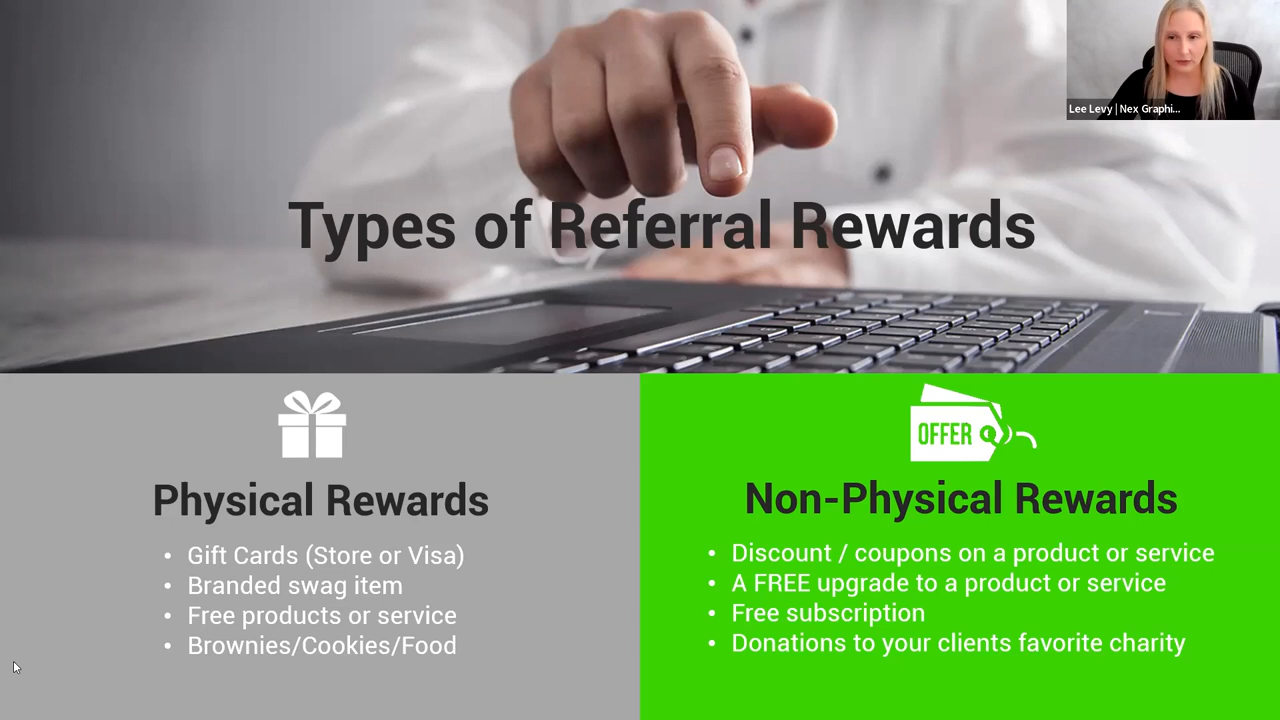 Lee Levy | Nex Graphi...
Types of Referral Rewards
OFFER
Physical Rewards
• Gift Cards (Store or Visa)
• Branded swag item
• Free products or service
• Brownies/Cookies/Food
Non-Physical Rewards
• Discount / coupons on a product or service
• A FREE upgrade to a product or service
• Free subscription
• Donations to your clients favorite charity